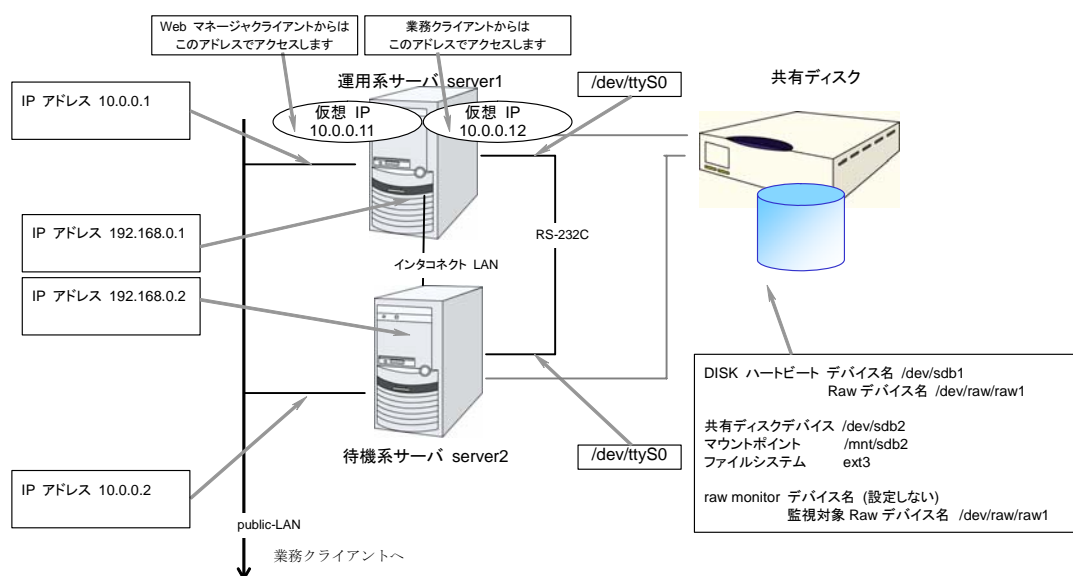 Web マネージャクライアントからは
このアドレスでアクセスします
業務クライアントからは
このアドレスでアクセスします
運用系サーバ server1
/dev/ttyS0
共有ディスク
IP アドレス 10.0.0.1
仮想 IP
10.0.0.11
仮想 IP
10.0.0.12
IP アドレス 192.168.0.1
RS-232C
インタコネクト LAN
IP アドレス 192.168.0.2
DISK ハートビート デバイス名 /dev/sdb1
Raw デバイス名 /dev/raw/raw1
共有ディスクデバイス /dev/sdb2
マウントポイント /mnt/sdb2
ファイルシステム ext3
raw monitor デバイス名 (設定しない)
監視対象 Raw デバイス名 /dev/raw/raw1
待機系サーバ server2
/dev/ttyS0
IP アドレス 10.0.0.2
public-LAN
業務クライアントへ